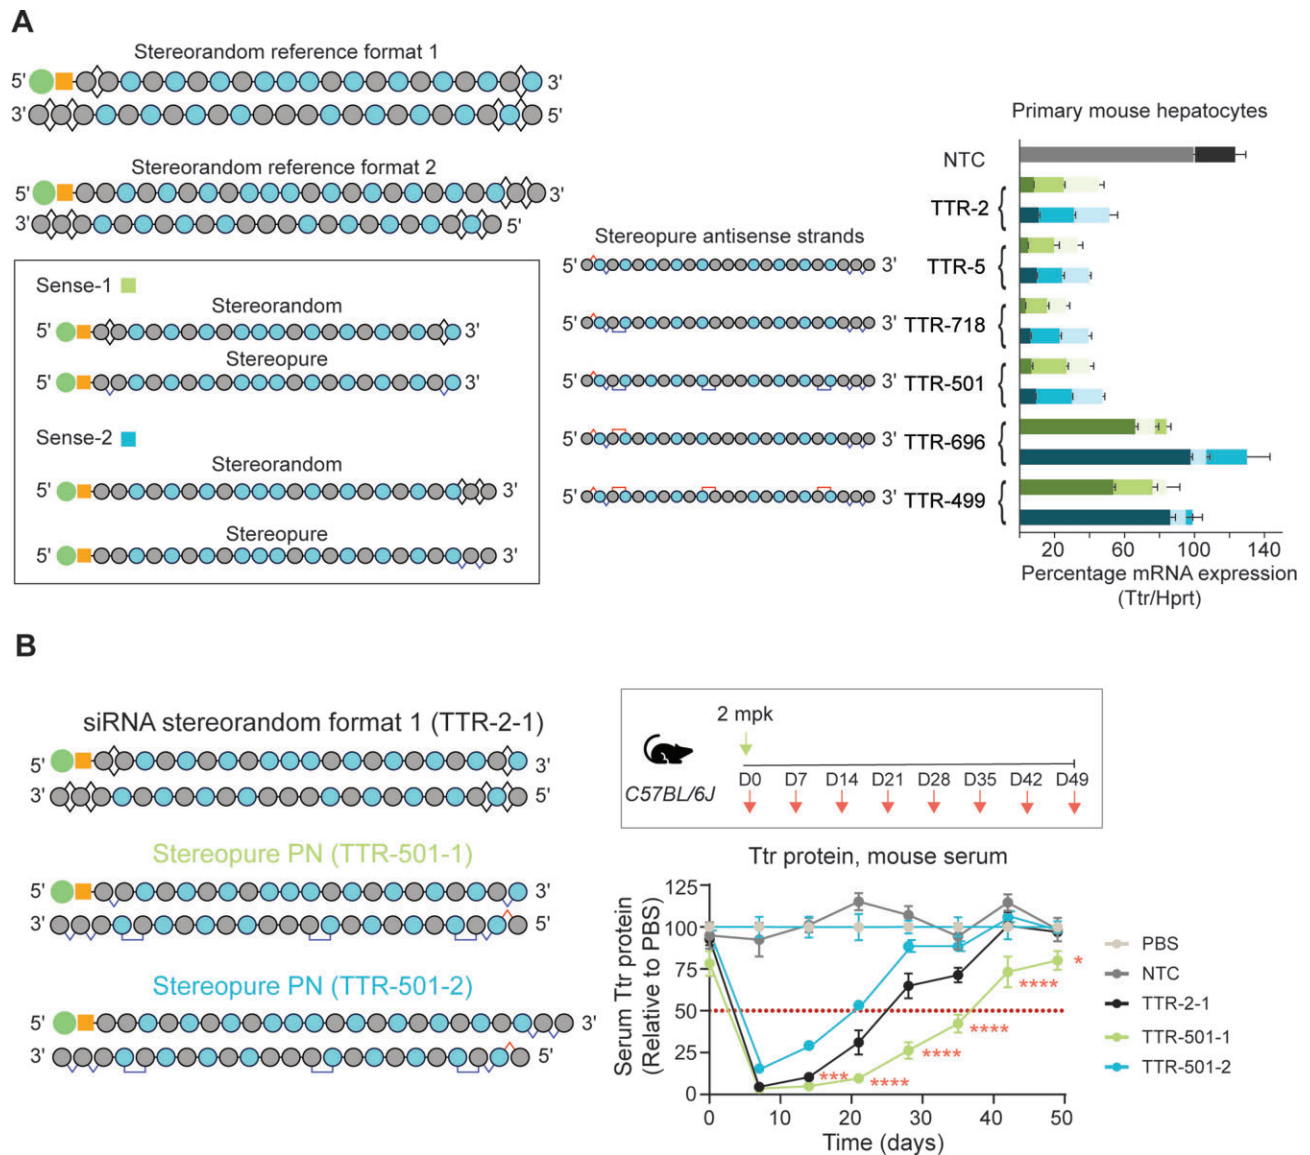 A
Stereorandom reference format 1
5' 3'
3' 5'
Stereorandom reference format 2
5' 3'
3' 5'
Sense-1
Stereorandom
5' 3'
Stereopure
5' 3'
Sense-2
Stereorandom
5' 3'
Stereopure
5' 3'
Stereopure antisense strands
5' 3'
5' 3'
5' 3'
5' 3'
5' 3'
Primary mouse hepatocytes
NTC
TTR-2
TTR-5
TTR-718
TTR-501
TTR-696
TTR-499
20 60 100 140
Percentage mRNA expression
(Ttr/Hprt)
B
siRNA stereorandom format 1 (TTR-2-1)
5' 3'
3' 5'
Stereopure PN (TTR-501-1)
5' 3'
3' 5'
Stereopure PN (TTR-501-2)
5' 3'
3' 5'
2 mpk
C57BL/6J
D0 D7 D14 D21 D28 D35 D42 D49
Ttr protein, mouse serum
Serum Ttr protein
(Relative to PBS)
125
100
75
50
25
0
*
****
****
****
***
****
0 10 20 30 40 50
Time (days)
PBS
NTC
TTR-2-1
TTR-501-1
TTR-501-2